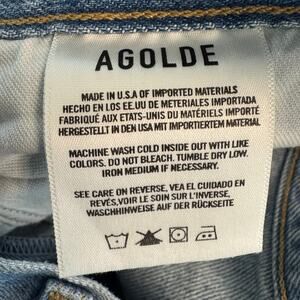 AGOLDE
MADE IN U.S.A OF IMPORTED MATERIALS
HECHO EN LOS EE.UU DE METERIALES IMPORTADA
FABRIQUÉ AUX ETATS-UNIS DU MATÉRIELS IMPORTÉ
HERGESTELLT IN DEN USA MIT IMPORTIERTEM MATERIAL
MACHINE WASH COLD INSIDE OUT WITH LIKE
COLORS. DO NOT BLEACH. TUMBLE DRY LOW.
IRON MEDIUM IF NECESSARY.
SEE CARE ON REVERSE, VEA EL CUIDADO EN
REVÉS, VOIR LE SOIN SUR L'INVERSE,
WASCHHINWEISE AUF DER RÜCKSEITE